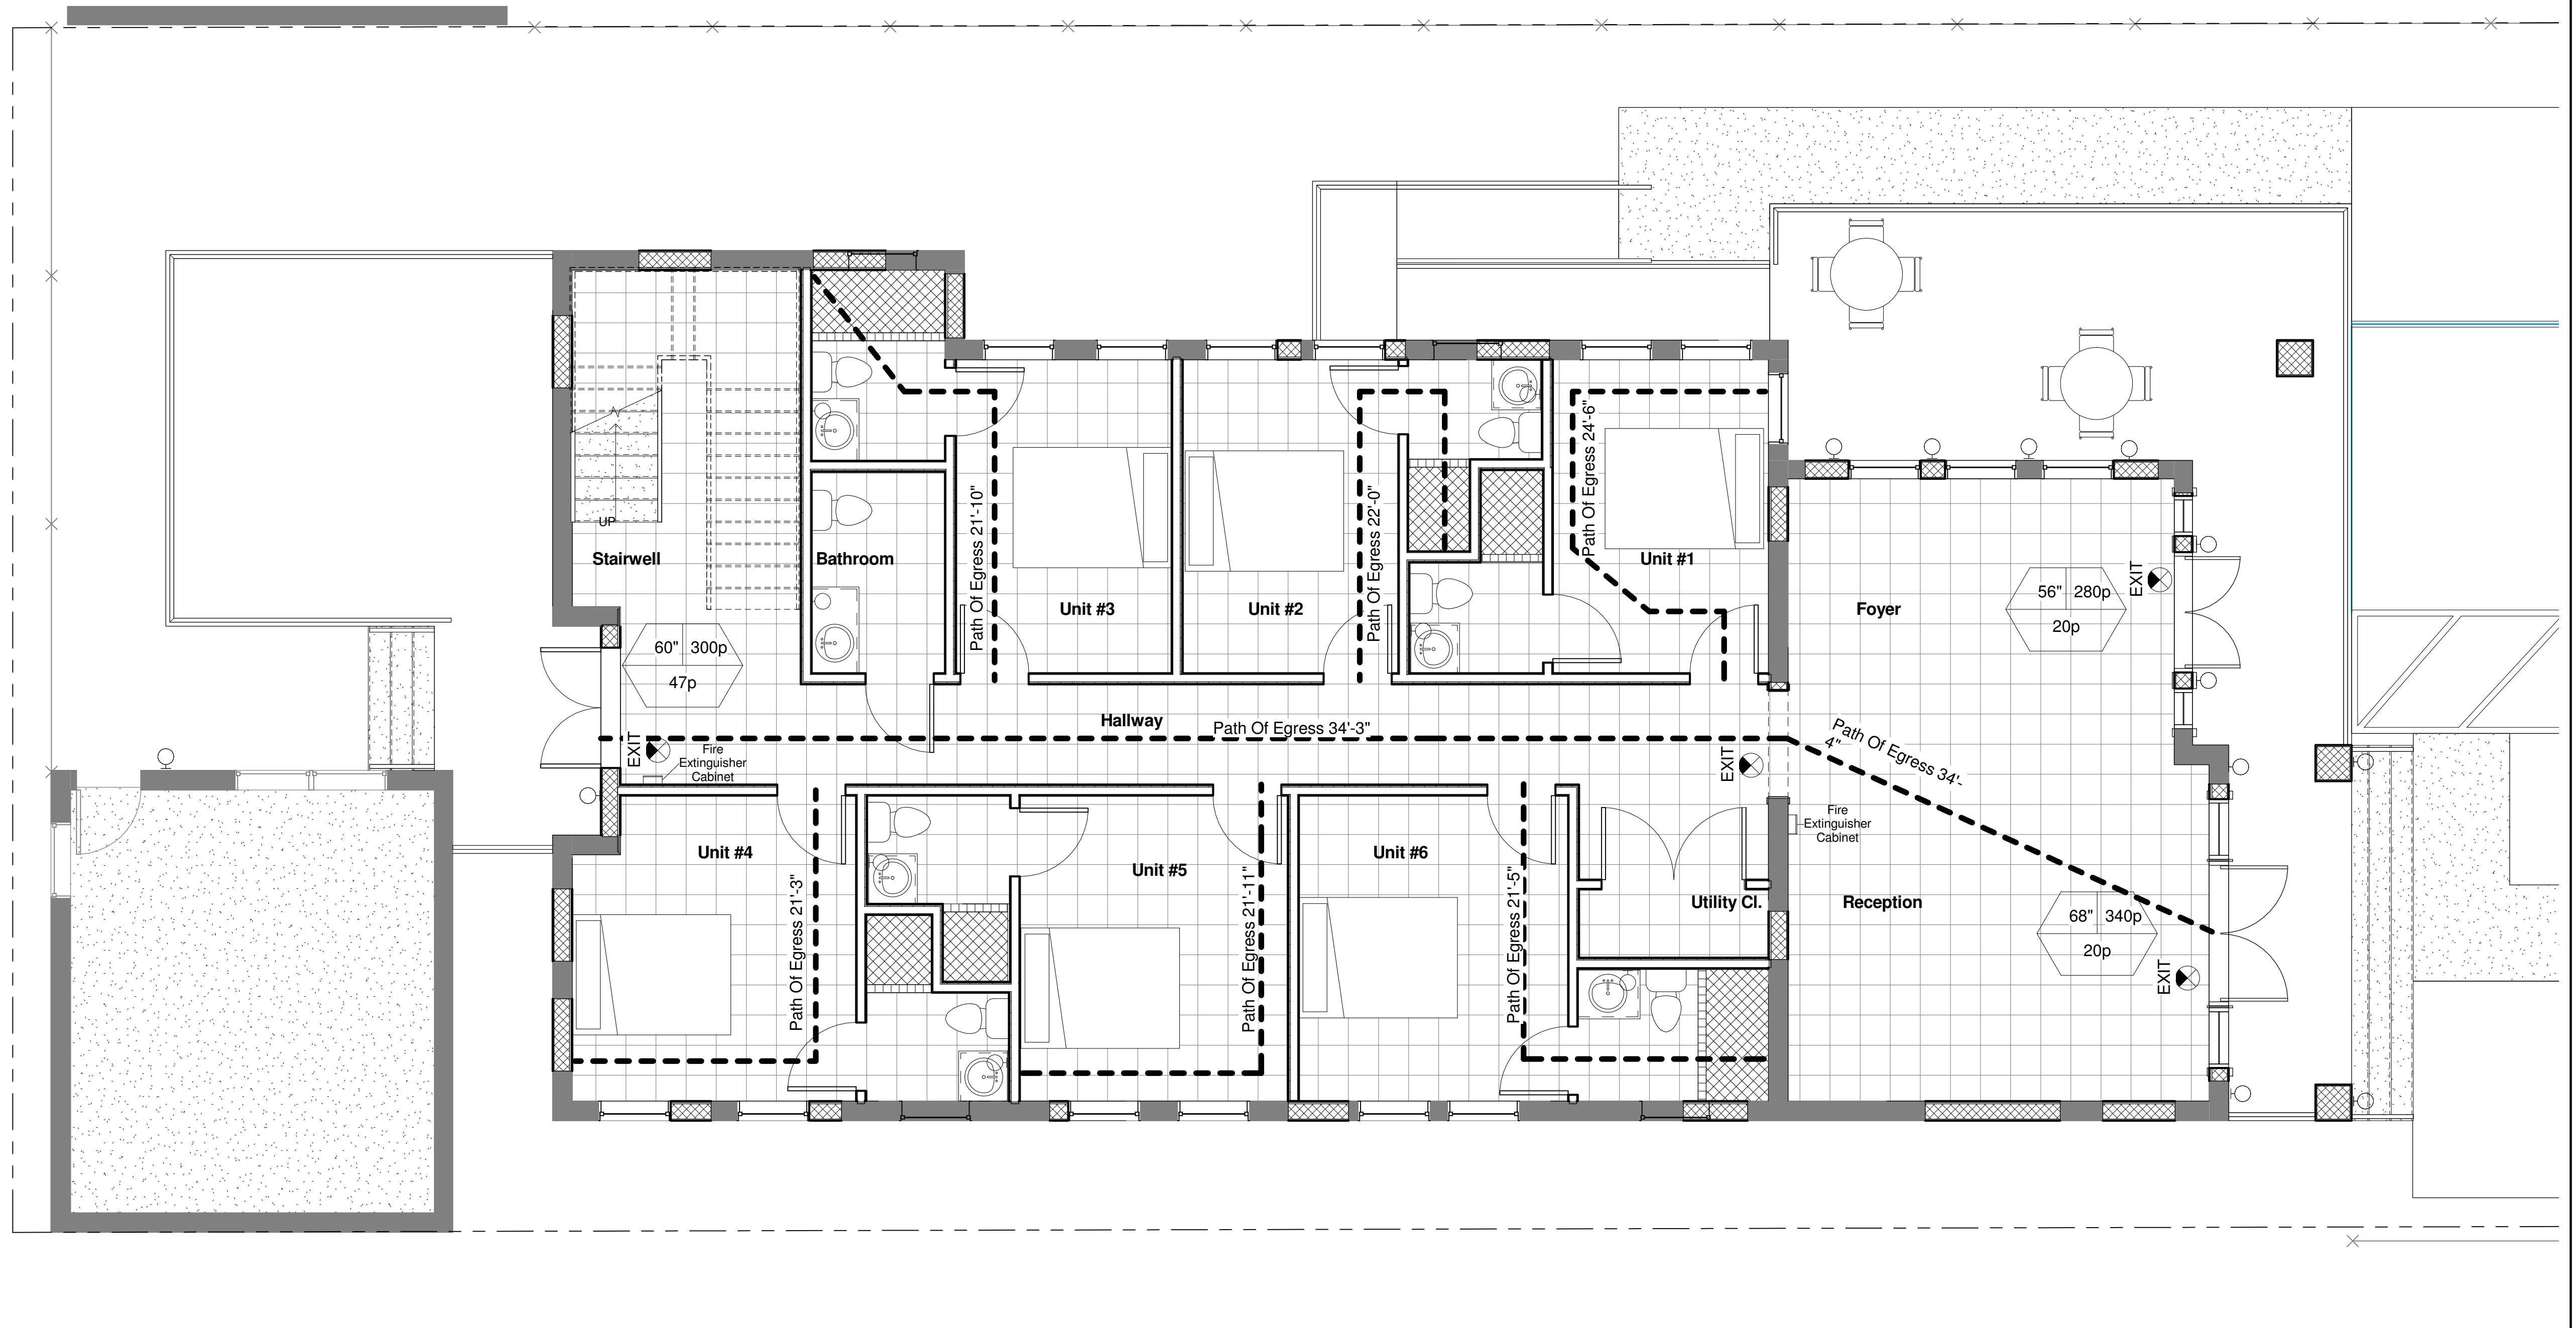 UP
Stairwell
Bathroom
Path Of Egress 21'-10"
Unit #3
Unit #2
Path Of Egress 22'-0"
Path Of Egress 24'-6"
Unit #1
Foyer
56" 280p
20p
EXIT
60" 300p
47p
Hallway
Path Of Egress 34'-3"
Path Of Egress 34'-
4"
EXIT
Fire
Extinguisher
Cabinet
EXIT
Fire
Extinguisher
Cabinet
Unit #4
Path Of Egress 21'-3"
Unit #5
Path Of Egress 21'-11"
Unit #6
Path Of Egress 21'-5"
Utility Cl.
Reception
68" 340p
20p
EXIT